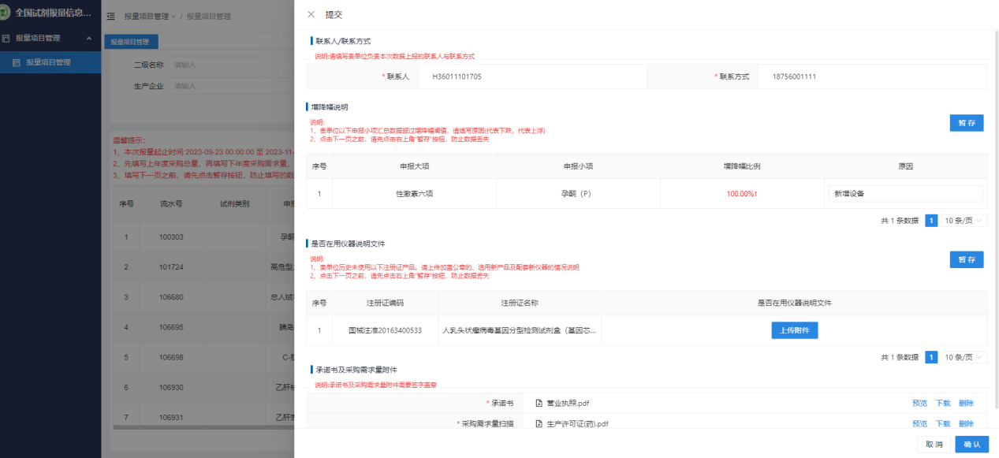 全国试剂报量信息...
报量项目管理
报量项目管理
报量项目管理 / 报量项目管理
报量项目管理
二级名称 请输入
生产企业 请输入
温馨提示：
1、本次报量起止时间:2023-09-23 00:00:00 至 2023-11-
2、先填写上年度采购总量，再填写下年度采购需求量，
3、填写下一页之前，请先点击暂存按钮，防止填写的数
序号 流水号 试剂类别 申报
1 100303 孕酮
2 101724 高危型
3 106680 总人绒
4 106695 胰岛
5 106698 C-肽
6 106930 乙肝
7 106931 乙肝表
提交
联系人/联系方式
说明:请填写贵单位负责本次数据上报的联系人与联系方式
* 联系人 H36011101705 * 联系方式 18756001111
增降幅说明
说明:
1、贵单位以下申报小项汇总数据超过增降幅阈值，请填写原因(代表下跌，代表上浮)
2、点击下一页之前，请先点击右上角"暂存"按钮，防止数据丢失
暂 存
序号 申报大项 申报小项 增降幅比例 原因
1 性激素六项 孕酮（P） 100.00%↑ 新增设备
共 1 条数据 1 10 条/页
是否在用仪器说明文件
说明:
1、贵单位历史未使用以下注册证产品。请上传加盖公章的、选用新产品及配套新仪器的情况说明
2、点击下一页之前，请先点击右上角"暂存"按钮，防止数据丢失
暂 存
序号 注册证编码 注册证名称 是否在用仪器说明文件
1 国械注准20163400533 人乳头状瘤病毒基因分型检测试剂盒（基因芯... 上传附件
共 1 条数据 1 10 条/页
承诺书及采购需求量附件
说明:承诺书及采购需求量附件需要签字盖章
* 承诺书 营业执照.pdf 预览 下载 删除
* 采购需求量扫描 生产许可证(药).pdf 预览 下载 删除
取 消 确 认